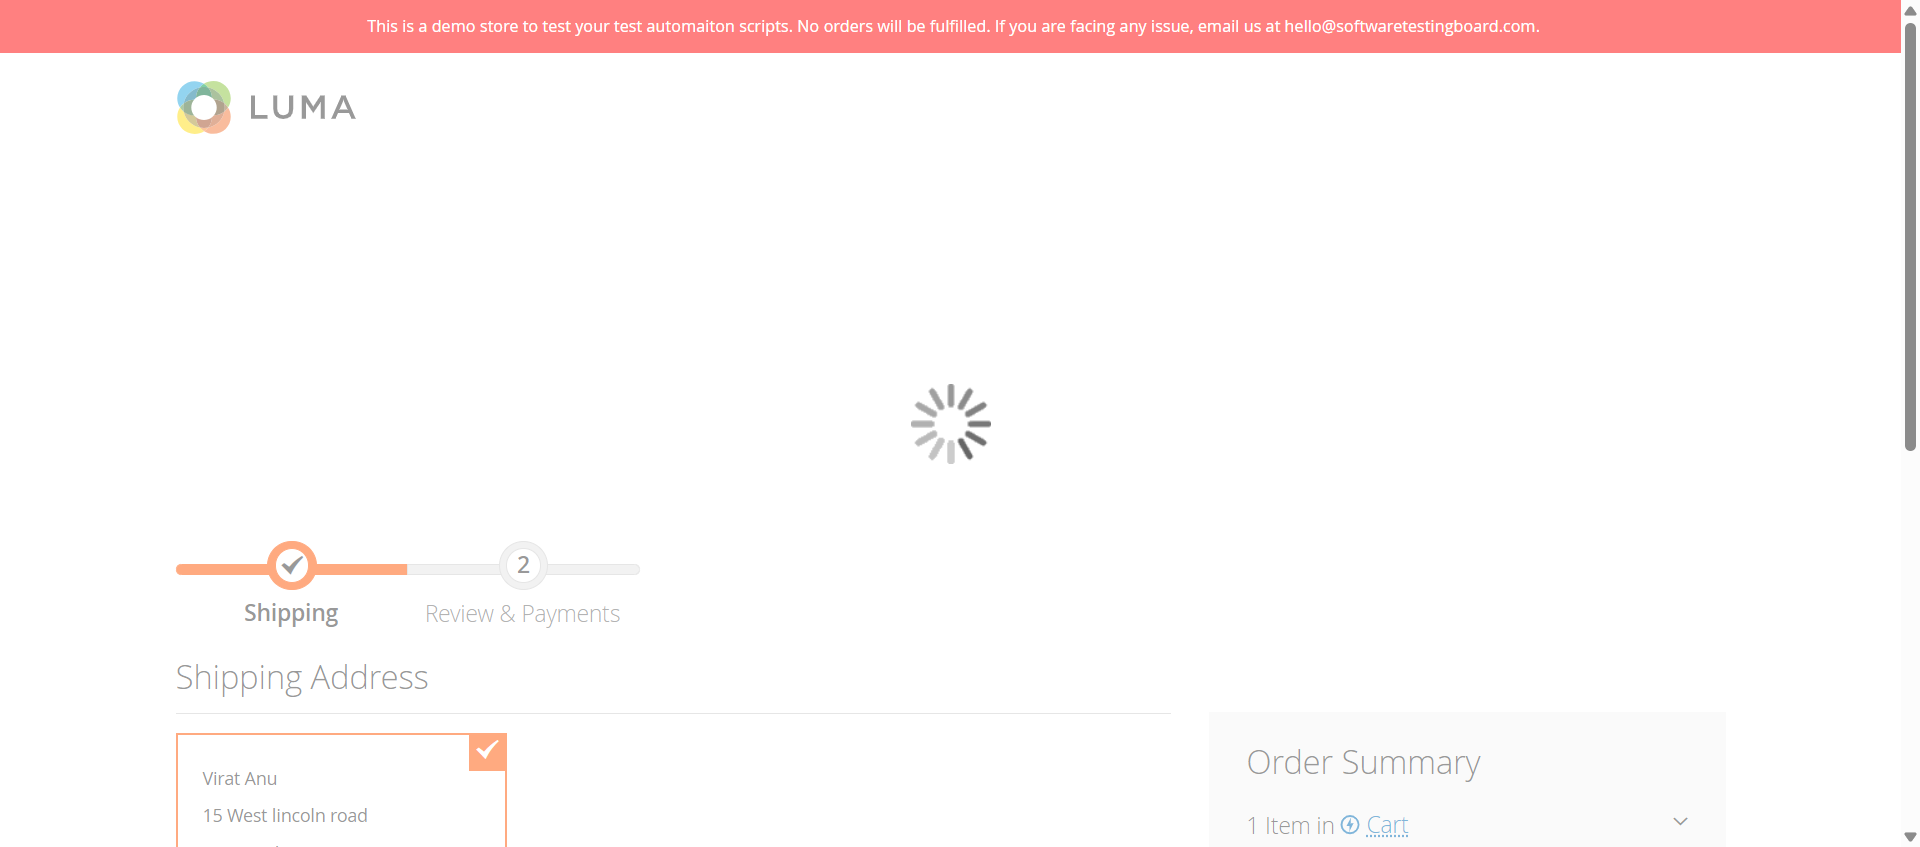 This is a demo store to test your test automaiton scripts. No orders will be fulfilled. If you are facing any issue, email us at hello@softwaretestingboard.com.
LUMA
2
Shipping
Review & Payments
Shipping Address
Virat Anu
15 West lincoln road
Order Summary
1 Item in Cart